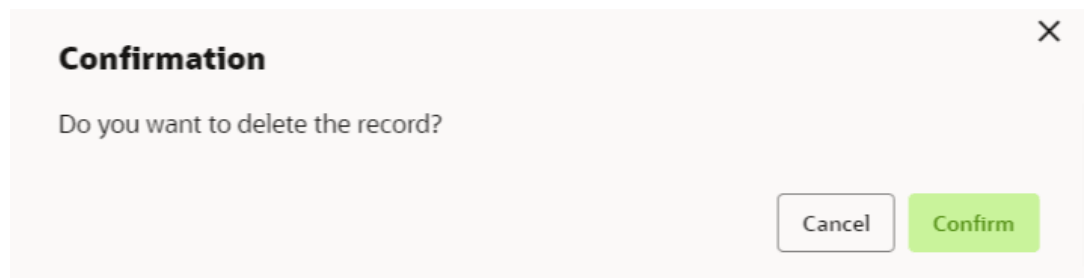 Confirmation
Do you want to delete the record?
Cancel
Confirm